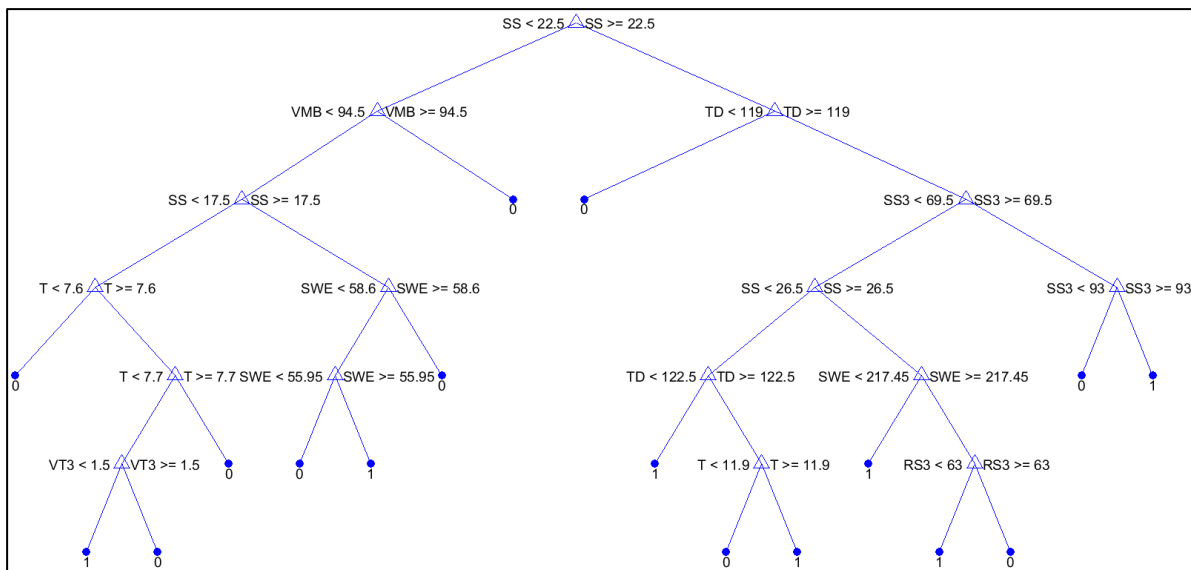 SS < 22.5 SS >= 22.5
VMB < 94.5 VMB >= 94.5 TD < 119 TD >= 119
SS < 17.5 SS >= 17.5 0 0 SS3 < 69.5 SS3 >= 69.5
T < 7.6 T >= 7.6 SWE < 58.6 SWE >= 58.6 SS < 26.5 SS >= 26.5 SS3 < 93 SS3 >= 93
0 T < 7.7 T >= 7.7 SWE < 55.95 SWE >= 55.95 0 TD < 122.5 TD >= 122.5 SWE < 217.45 SWE >= 217.45 0 1
VT3 < 1.5 VT3 >= 1.5 0 0 1 1 T < 11.9 T >= 11.9 1 RS3 < 63 RS3 >= 63
1 0 0 1 1 0